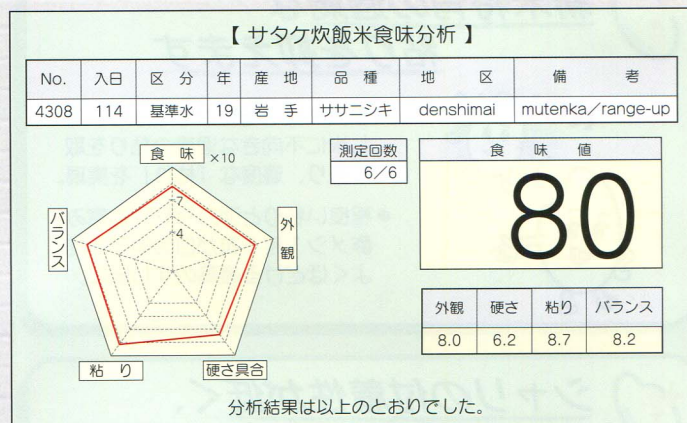 【 サタケ炊飯米食味分析 】
No. 入日 区 分 年 産 地 品 種 地 区 備 考
4308 114 基準水 19 岩 手 ササニシキ denshimai mutenka/range-up
食 味 ×10
7
4
外観
硬さ具合
粘 り
バランス
測定回数
6/6
食 味 値
80
外観 硬さ 粘り バランス
8.0 6.2 8.7 8.2
分析結果は以上のとおりでした。